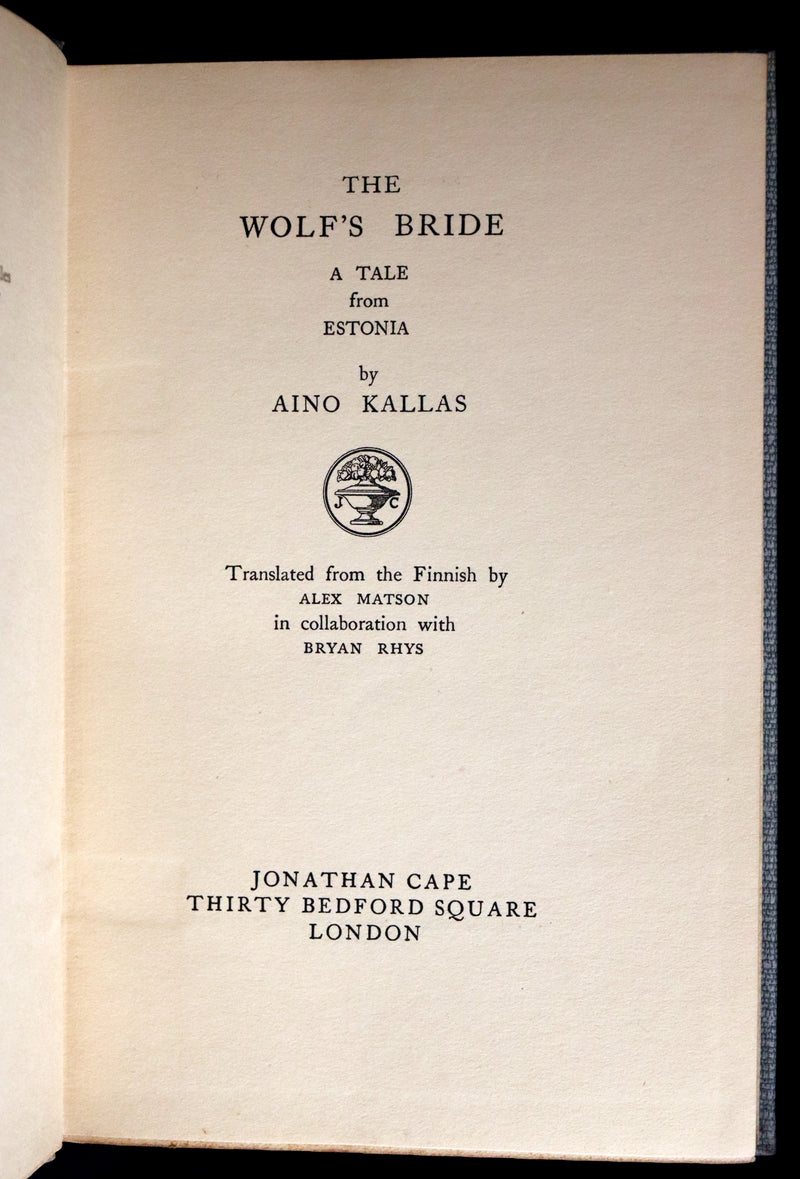 THE
WOLF'S BRIDE
A TALE
from
ESTONIA
by
AINO KALLAS
J C
Translated from the Finnish by
ALEX MATSON
in collaboration with
BRYAN RHYS
JONATHAN CAPE
THIRTY BEDFORD SQUARE
LONDON